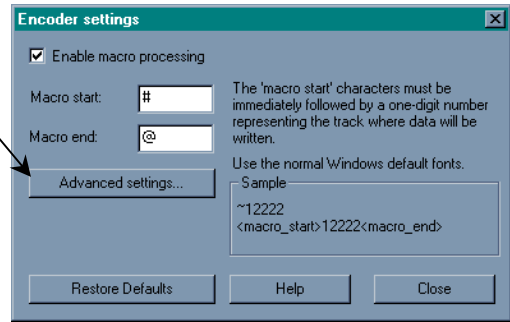 Encoder settings
Enable macro processing
Macro start: #
Macro end: @
The 'macro start' characters must be
immediately followed by a one-digit number
representing the track where data will be
written.
Use the normal Windows default fonts.
Advanced settings...
Sample
~12222
<macro_start>12222<macro_end>
Restore Defaults
Help
Close